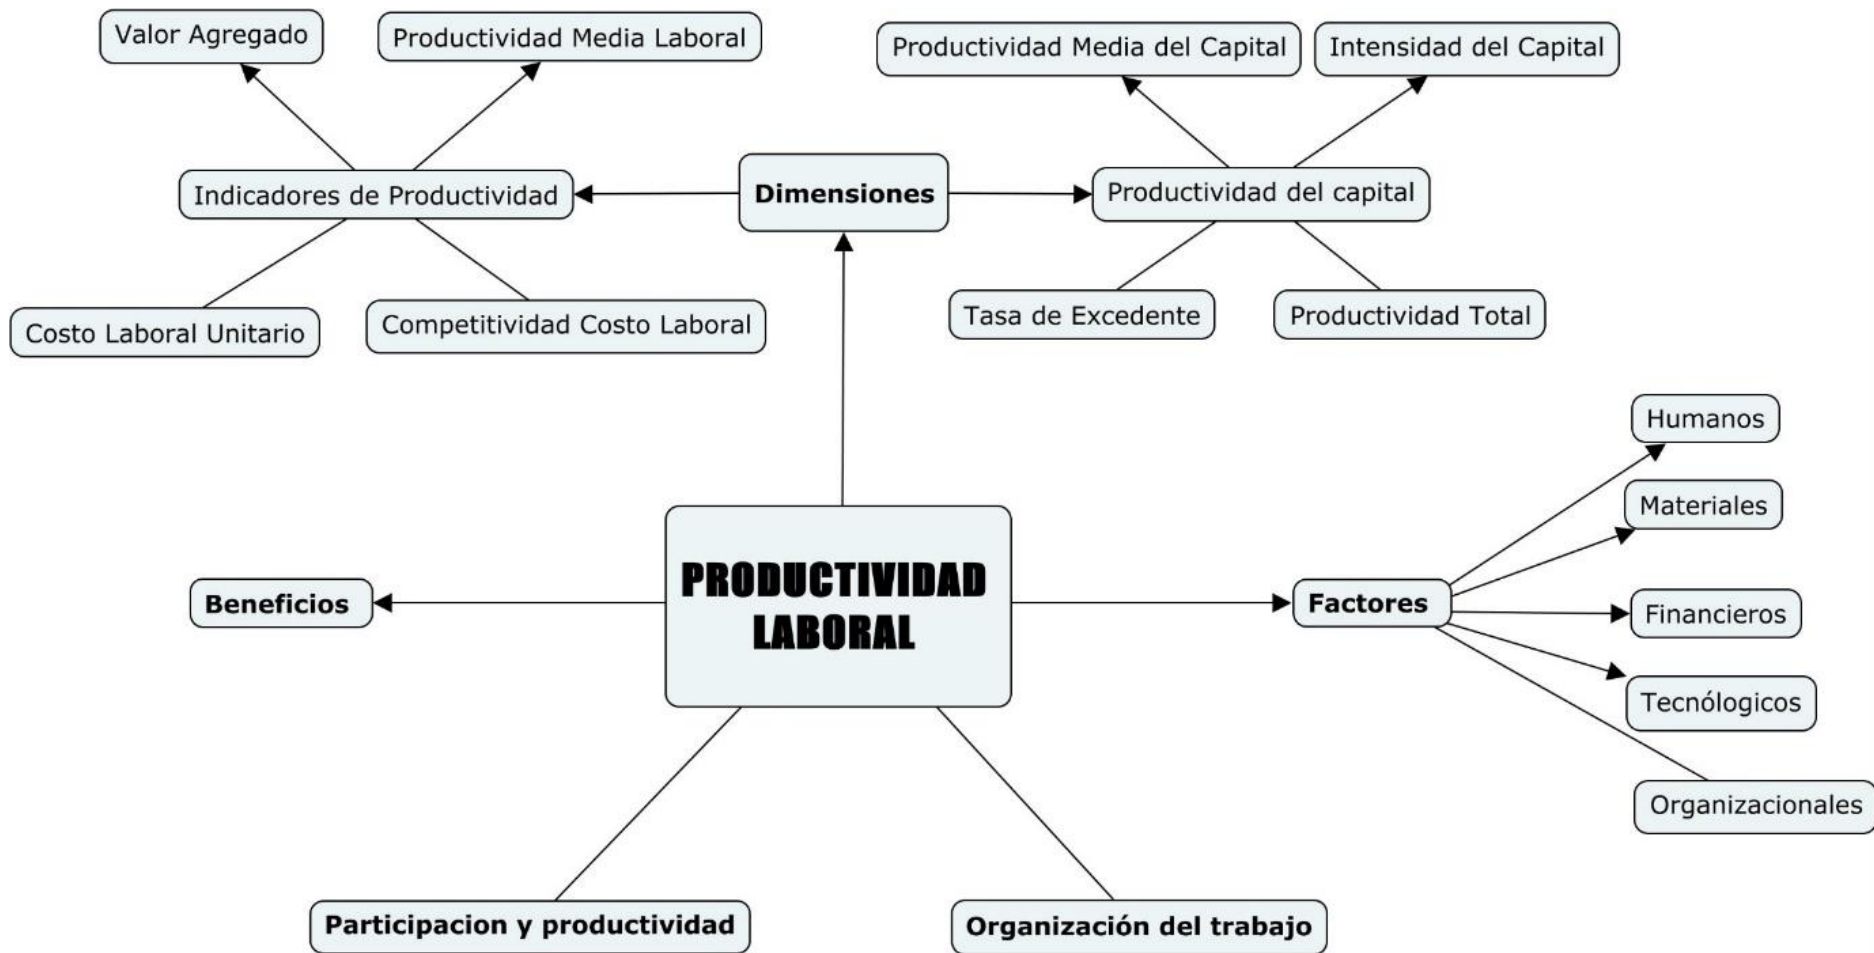 Valor Agregado
Productividad Media Laboral
Productividad Media del Capital
Intensidad del Capital
Indicadores de Productividad
Dimensiones
Productividad del capital
Costo Laboral Unitario
Competitividad Costo Laboral
Tasa de Excedente
Productividad Total
Humanos
Materiales
PRODUCTIVIDAD
LABORAL
Beneficios
Factores
Financieros
Tecnólogicos
Organizacionales
Participacion y productividad
Organización del trabajo